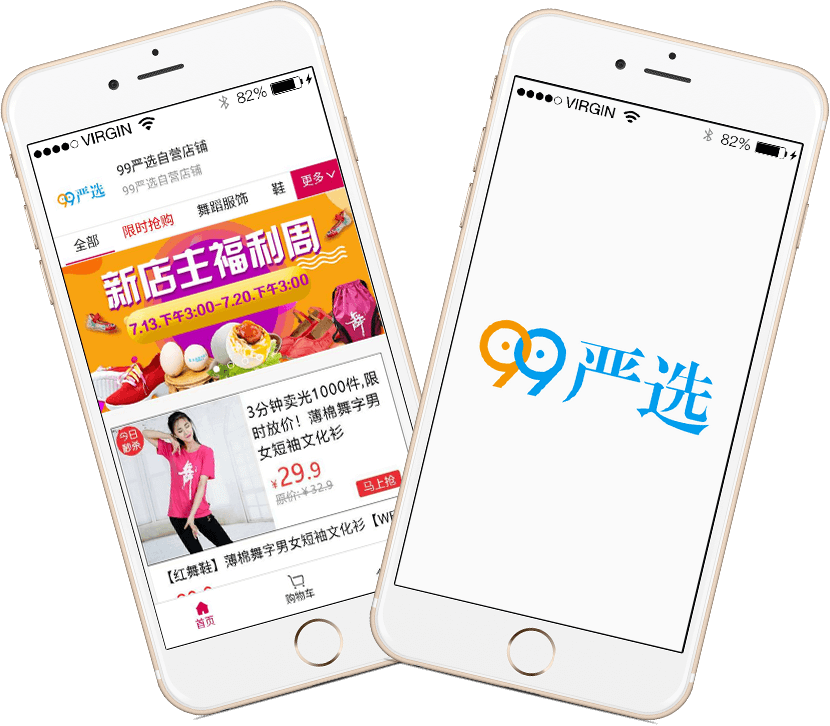 VIRGIN
82%
99严选
99严选自营店铺
99严选自营店铺
全部
限时抢购
舞蹈服饰
鞋
更多
新店主福利周
7.13.下午3:00-7.20.下午3:00
舞
今日
秒杀
舞
3分钟卖光1000件,限
时放价！薄棉舞字男
女短袖文化衫
¥29.9
原价:¥32.9
马上抢
【红舞鞋】薄棉舞字男女短袖文化衫【WE
首页
购物车
VIRGIN
82%
99严选